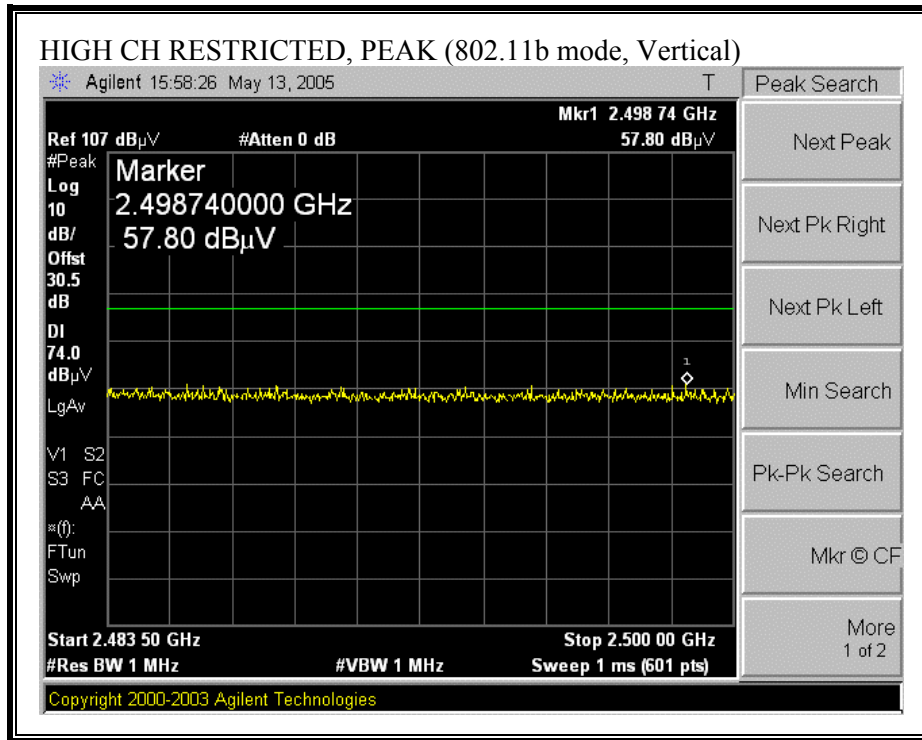 HIGH CH RESTRICTED, PEAK (802.11b mode, Vertical)
Agilent 15:58:26 May 13, 2005 T
Peak Search
Mkr1 2.498 74 GHz
Ref 107 dBµV #Atten 0 dB 57.80 dBµV
#Peak
Log
10
dB/
Offst
30.5
dB
DI
74.0
dBµV
LgAv
V1 S2
S3 FC
AA
¤(f):
FTun
Swp
Marker
2.498740000 GHz
57.80 dBµV
1
Start 2.483 50 GHz Stop 2.500 00 GHz
#Res BW 1 MHz #VBW 1 MHz Sweep 1 ms (601 pts)
Copyright 2000-2003 Agilent Technologies
Next Peak
Next Pk Right
Next Pk Left
Min Search
Pk-Pk Search
Mkr © CF
More
1 of 2